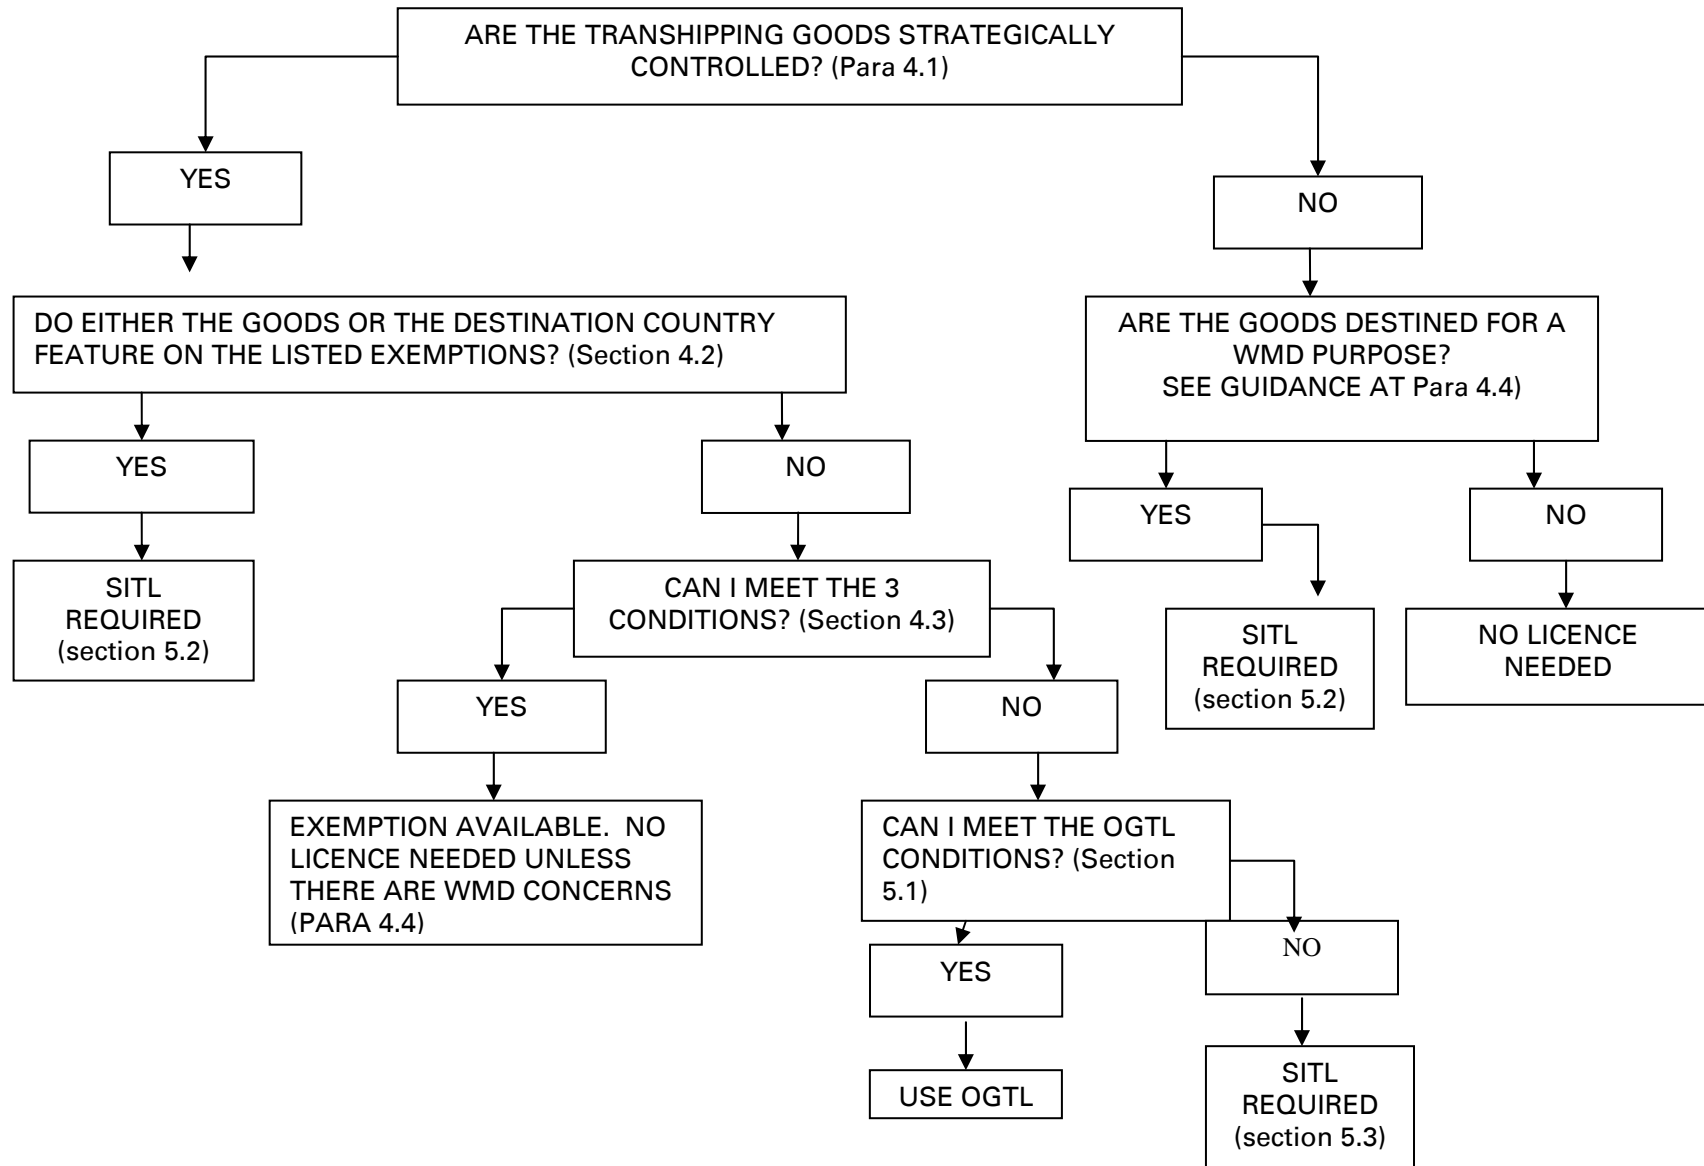 ARE THE TRANSHIPPING GOODS STRATEGICALLY
CONTROLLED? (Para 4.1)
YES
NO
DO EITHER THE GOODS OR THE DESTINATION COUNTRY
FEATURE ON THE LISTED EXEMPTIONS? (Section 4.2)
ARE THE GOODS DESTINED FOR A
WMD PURPOSE?
SEE GUIDANCE AT Para 4.4)
YES
NO
YES
NO
SITL
REQUIRED
(section 5.2)
CAN I MEET THE 3
CONDITIONS? (Section 4.3)
SITL
REQUIRED
(section 5.2)
NO LICENCE
NEEDED
YES
NO
EXEMPTION AVAILABLE.  NO
LICENCE NEEDED UNLESS
THERE ARE WMD CONCERNS
(PARA 4.4)
CAN I MEET THE OGTL
CONDITIONS? (Section
5.1)
YES
NO
USE OGTL
SITL
REQUIRED
(section 5.3)